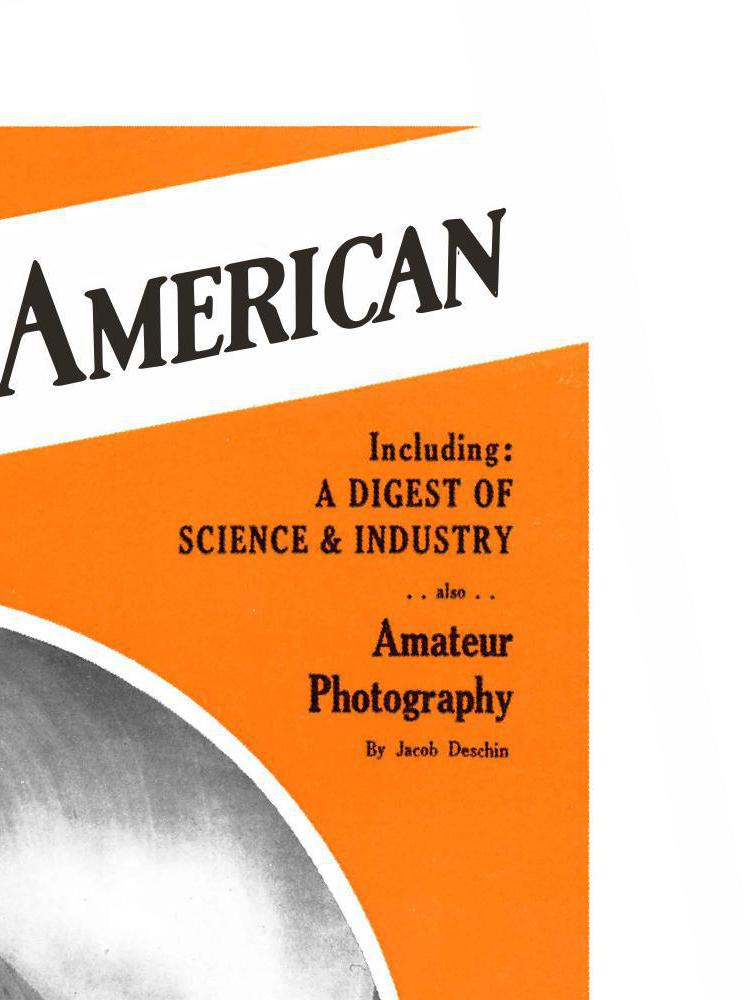 AMERICAN
Including:
A DIGEST OF
SCIENCE & INDUSTRY
. . also . .
Amateur
Photography
By Jacob Deschin